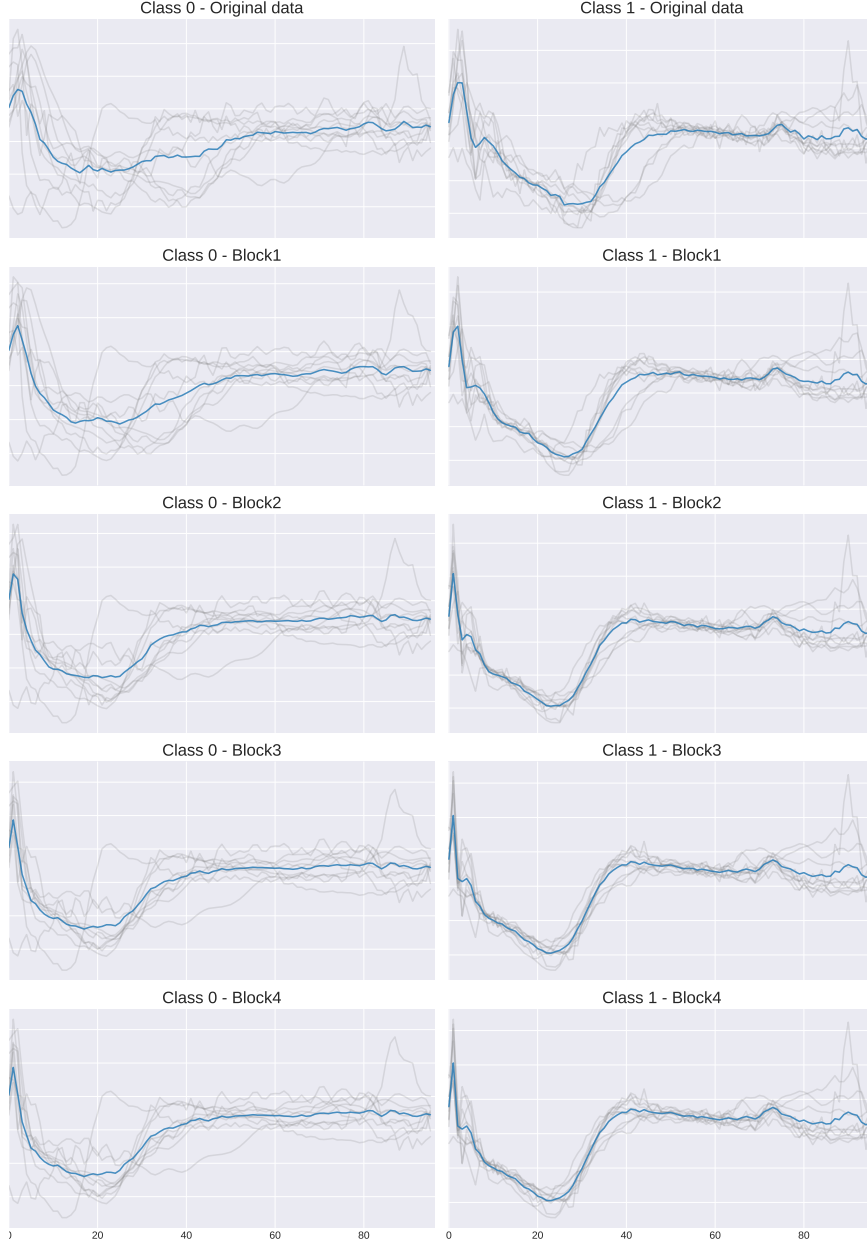 Class 0 - Original data
Class 1 - Original data
Class 0 - Block1
Class 1 - Block1
Class 0 - Block2
Class 1 - Block2
Class 0 - Block3
Class 1 - Block3
Class 0 - Block4
Class 1 - Block4
0 20 40 60 80
0 20 40 60 80